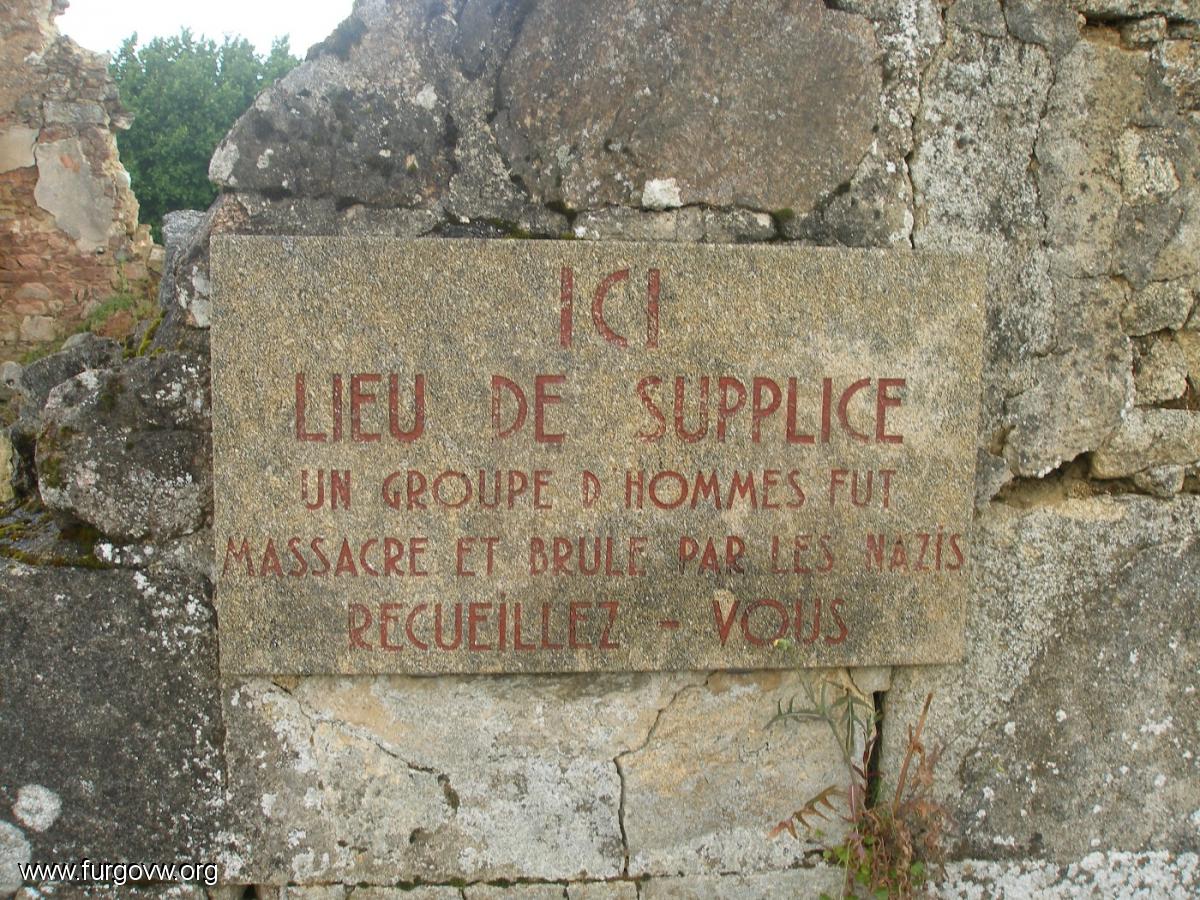 ICI
LIEU DE SUPPLICE
UN GROUPE D HOMMES FUT
MASSACRE ET BRULE PAR LES NAZIS
RECUEILLEZ - VOUS
www.furgovw.org